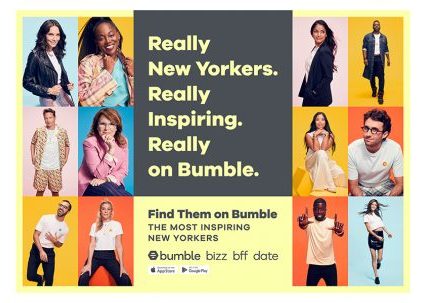 Really
New Yorkers.
Really
Inspiring.
Really
on Bumble.
Find Them on Bumble
THE MOST INSPIRING
NEW YORKERS
bumble bizz bff date
App Store Google Play